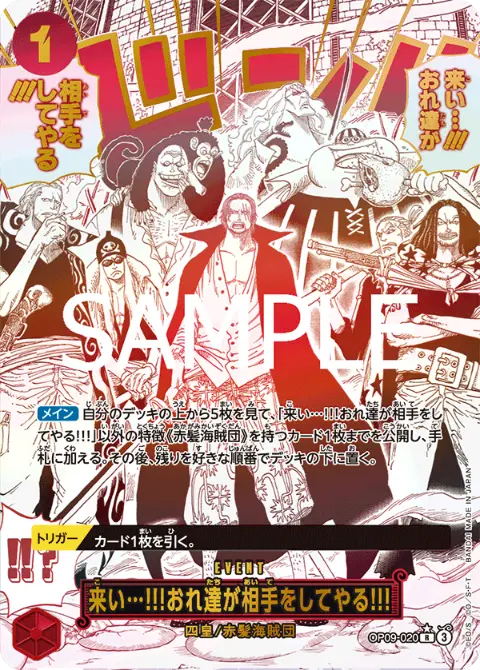 1
ドーン!!
来い…!!!
おれ達が
相手を
してやる
!!!!
SAMPLE
メイン 自分のデッキの上から5枚を見て、「来い…!!!おれ達が相手をし
てやる!!!」以外の特徴《赤髪海賊団》を持つカード1枚までを公開し、手
札に加える。その後、残りを好きな順番でデッキの下に置く。
トリガー カード1枚を引く。
!!?
EVENT
来い…!!!おれ達が相手をしてやる!!!
四皇/赤髪海賊団
OP09-020 R 3
BANDAI MADE IN JAPAN